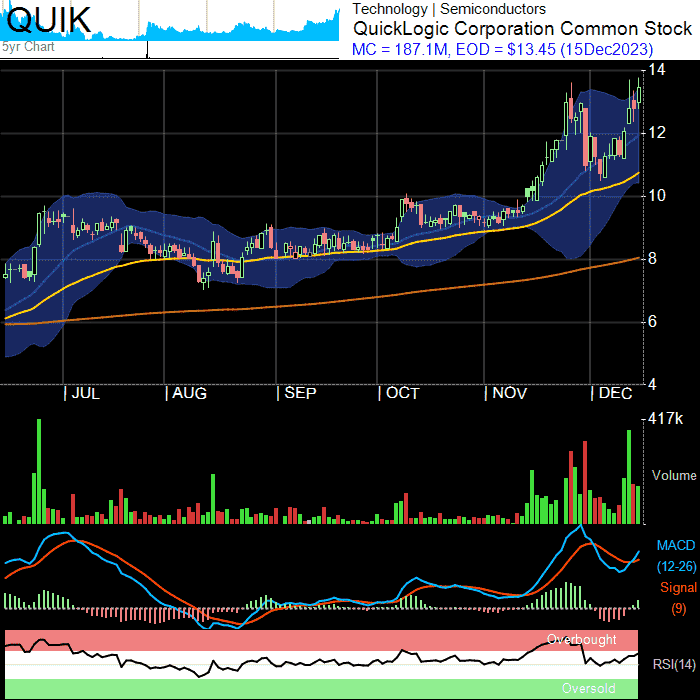 QUIK
5yr Chart
Technology | Semiconductors
QuickLogic Corporation Common Stock
MC = 187.1M, EOD = $13.45 (15Dec2023)
14
12
10
8
6
4
| JUL | AUG | SEP | OCT | NOV | DEC
417k
Volume
MACD
(12-26)
Signal
(9)
Overbought
RSI(14)
Oversold